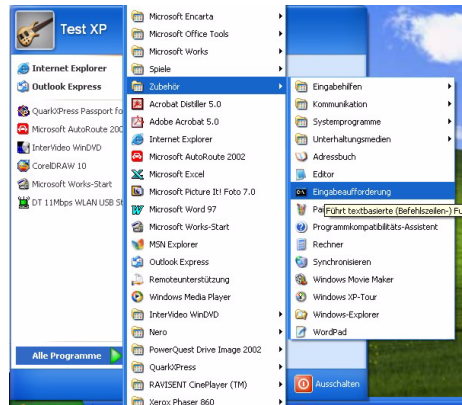 Test XP
Internet Explorer
Outlook Express
QuarkXPress Passport fo
Microsoft AutoRoute 200
InterVideo WinDVD
CorelDRAW 10
Microsoft Works-Start
DT 11Mbps WLAN USB St
Alle Programme
Microsoft Encarta
Microsoft Office Tools
Microsoft Works
Spiele
Zubehör
Acrobat Distiller 5.0
Adobe Acrobat 5.0
Internet Explorer
Microsoft AutoRoute 2002
Microsoft Excel
Microsoft Picture It! Foto 7.0
Microsoft Word 97
Microsoft Works-Start
MSN Explorer
Outlook Express
Remoteunterstützung
Windows Media Player
InterVideo WinDVD
Nero
PowerQuest Drive Image 2002
QuarkXPress
RAVISENT CinePlayer (TM)
Xerox Phaser 860
Eingabehilfen
Kommunikation
Systemprogramme
Unterhaltungsmedien
Adressbuch
Editor
Eingabeaufforderung
Pa
Führt textbasierte (Befehlszeilen-) Fu
Programmkompatibilitäts-Assistent
Rechner
Synchronisieren
Windows Movie Maker
Windows XP-Tour
Windows-Explorer
WordPad
Ausschalten